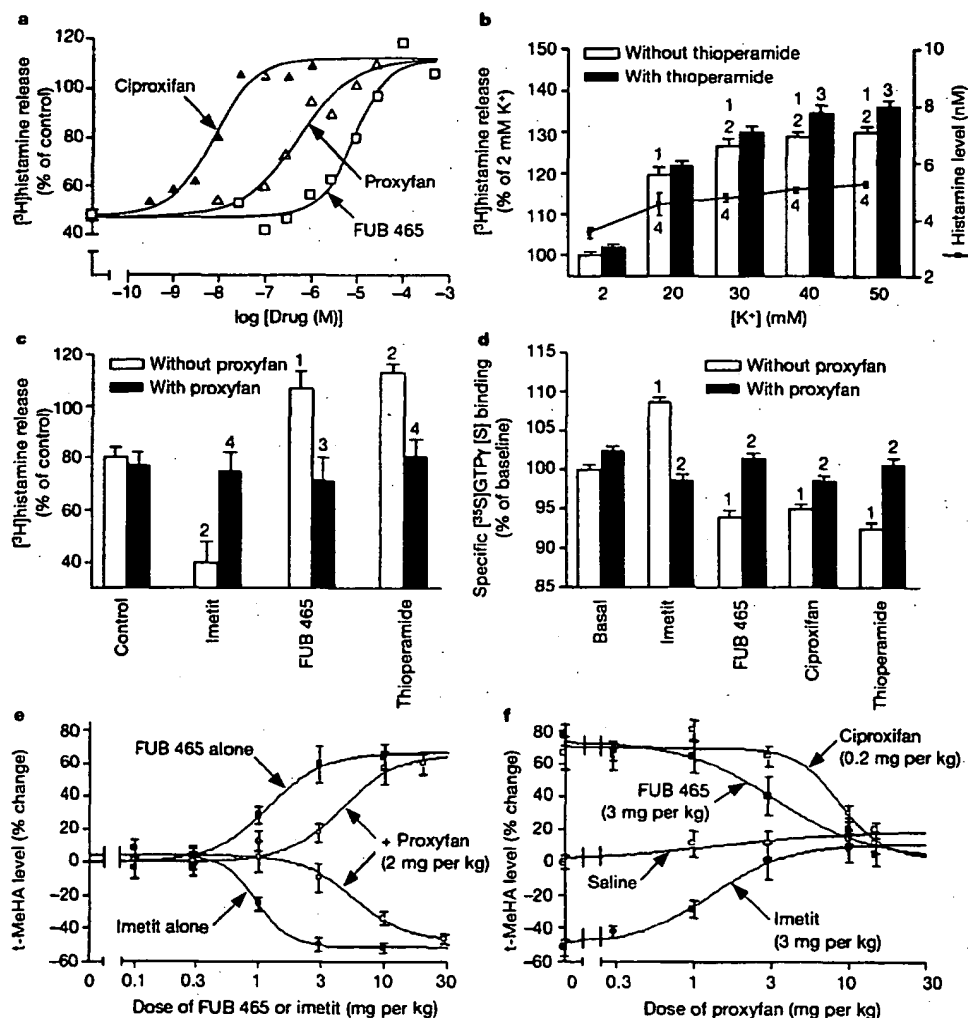 a
[³H]histamine release
(% of control)
120
100
80
60
40
Ciproxifan
Proxyfan
FUB 465
–10 –9 –8 –7 –6 –5 –4 –3
log [Drug (M)]
b
[³H]histamine release
(% of 2 mM K⁺)
150
140
130
120
110
100
Without thioperamide
With thioperamide
1
1 2
1 2 3
1 2 3
4 4 4 4
10
8
6
4
2
Histamine level (nM)
2 20 30 40 50
[K⁺] (mM)
c
[³H]histamine release
(% of control)
120
100
80
60
40
Without proxyfan
With proxyfan
2 4 1 3 2 4
Control
Imetit
FUB 465
Thioperamide
d
Specific [³⁵S]GTPγ [S] binding
(% of baseline)
115
110
105
100
95
90
85
Without proxyfan
With proxyfan
1 2 1 2 1 2 1 2
Basal
Imetit
FUB 465
Ciproxifan
Thioperamide
e
t-MeHA level (% change)
80
60
40
20
0
–20
–40
–60
FUB 465 alone
+ Proxyfan
(2 mg per kg)
Imetit alone
0 0.1 0.3 1 3 10 30
Dose of FUB 465 or imetit (mg per kg)
f
t-MeHA level (% change)
80
60
40
20
0
–20
–40
–60
Ciproxifan
(0.2 mg per kg)
FUB 465
(3 mg per kg)
Saline
Imetit
(3 mg per kg)
0 0.3 1 3 10 30
Dose of proxyfan (mg per kg)